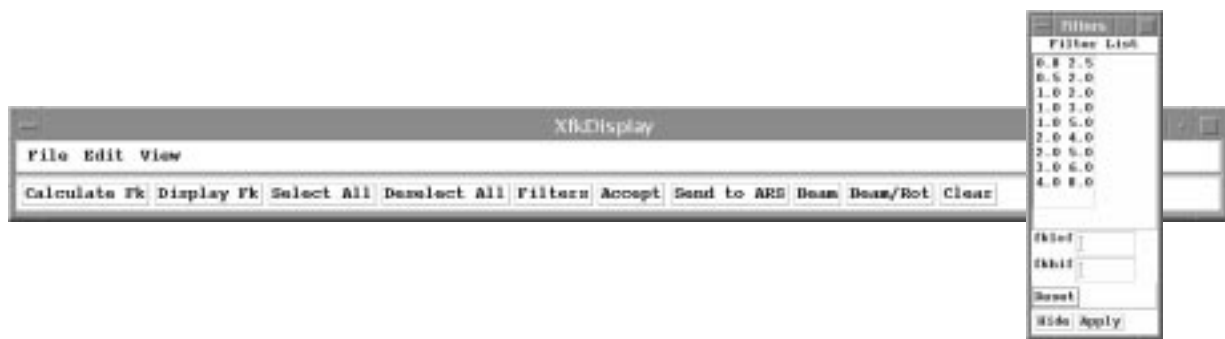 XfkDisplay
File Edit View
Calculate Fk Display Fk Select All Deselect All Filters Accept Send to ARS Beam Beam/Rot Clear
Filters
Filter List
0.8 2.5
0.5 2.0
1.0 2.0
1.0 3.0
1.0 5.0
2.0 4.0
2.0 5.0
3.0 6.0
4.0 8.0
fklof
fkhif
Reset
Hide Apply